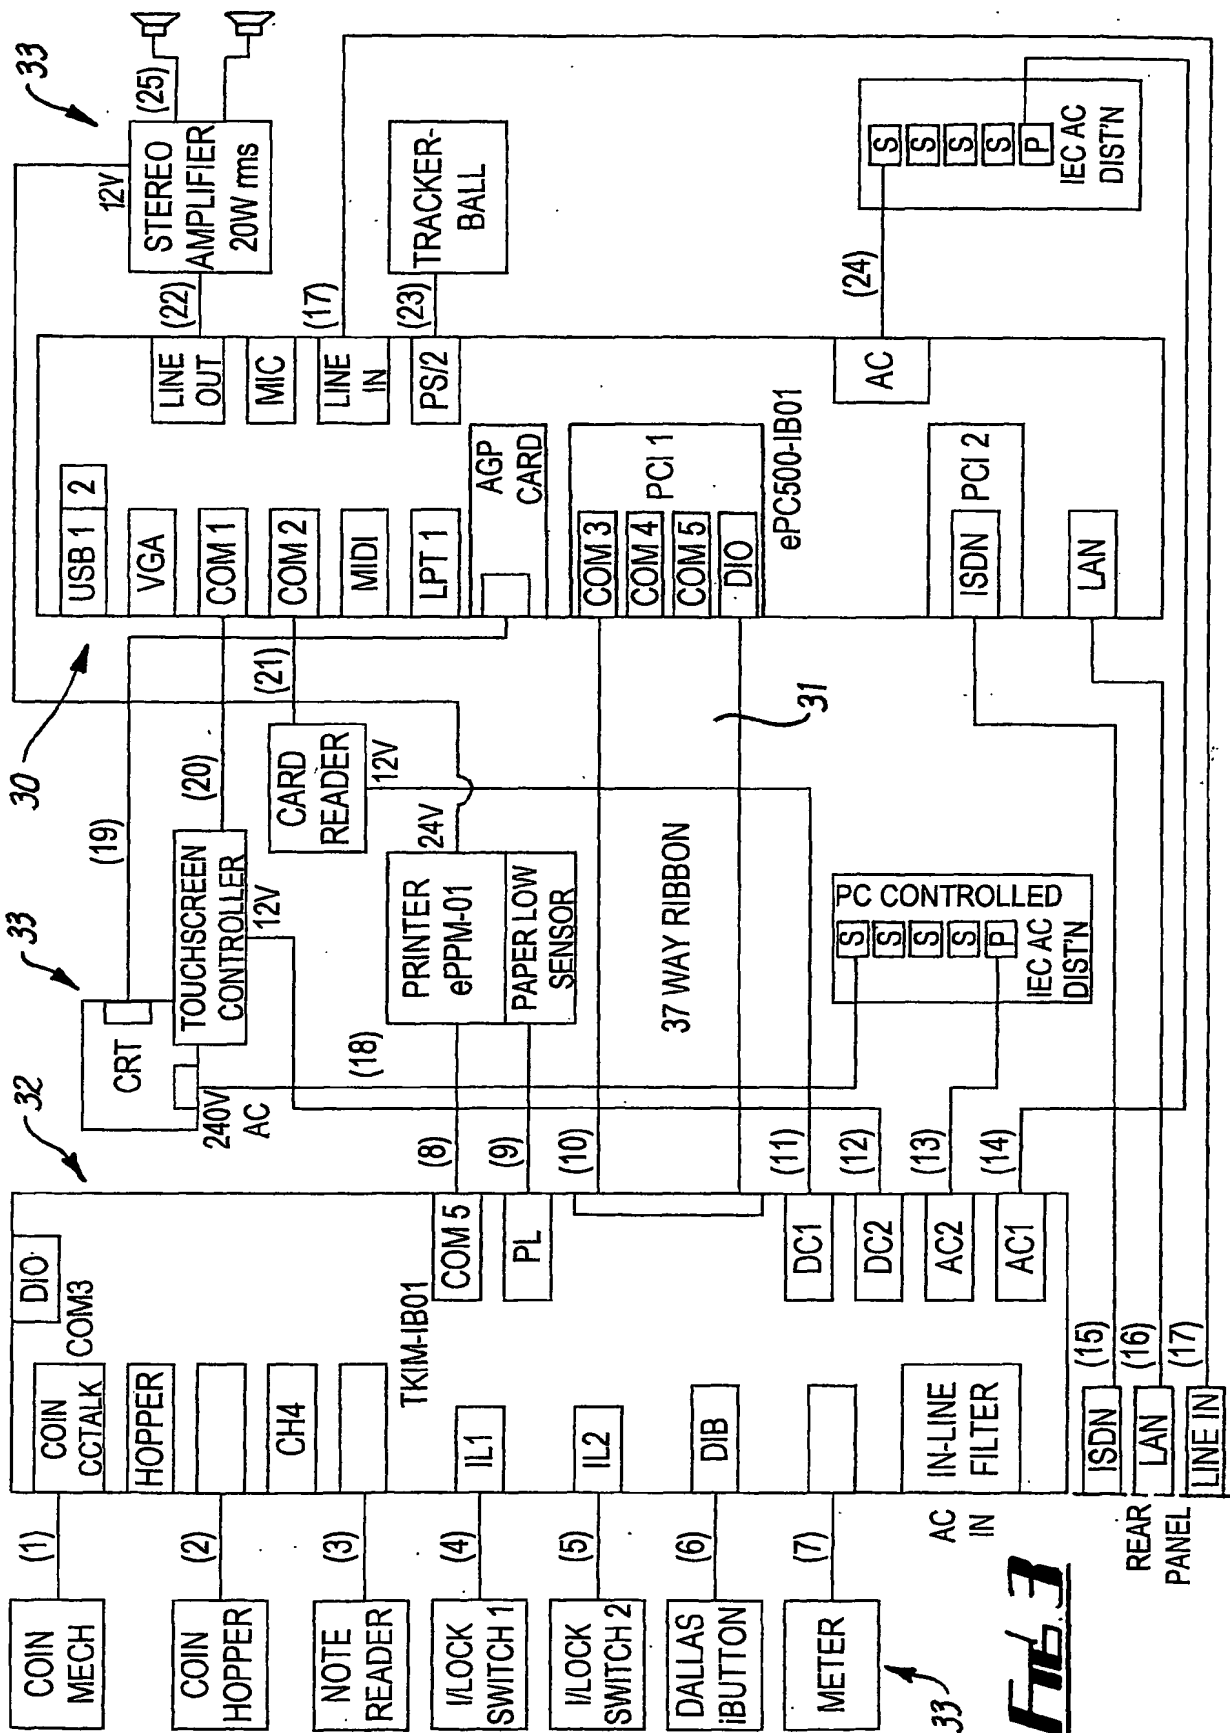 COIN
MECH
(1)
COIN
HOPPER
(2)
NOTE
READER
(3)
I/LOCK
SWITCH 1
(4)
I/LOCK
SWITCH 2
(5)
DALLAS
iBUTTON
(6)
METER
(7)
33
FIG. 3
32
DIO
COM3
COIN
CCTALK
HOPPER
CH4
TKIM-IB01
IL1
IL2
DIB
IN-LINE
FILTER
AC
IN
COM 5
PL
DC1
DC2
AC2
AC1
REAR
PANEL
ISDN
LAN
LINE IN
(15)
(16)
(17)
(8)
(9)
(10)
(11)
(12)
(13)
(14)
33
CRT
240V
AC
(18)
TOUCHSCREEN
CONTROLLER
12V
(19)
(20)
PRINTER
ePPM-01
24V
PAPER LOW
SENSOR
CARD
READER
12V
(21)
37 WAY RIBBON
31
PC CONTROLLED
S
S
S
S
P
IEC AC
DIST'N
30
USB 1
2
VGA
COM 1
COM 2
MIDI
LPT 1
AGP
CARD
COM 3
COM 4
COM 5
DIO
PCI 1
ePC500-IB01
ISDN
PCI 2
LAN
LINE
OUT
MIC
LINE
IN
PS/2
AC
(22)
(17)
(23)
(24)
33
12V
STEREO
AMPLIFIER
20W rms
(25)
TRACKER-
BALL
S
S
S
S
P
IEC AC
DIST'N